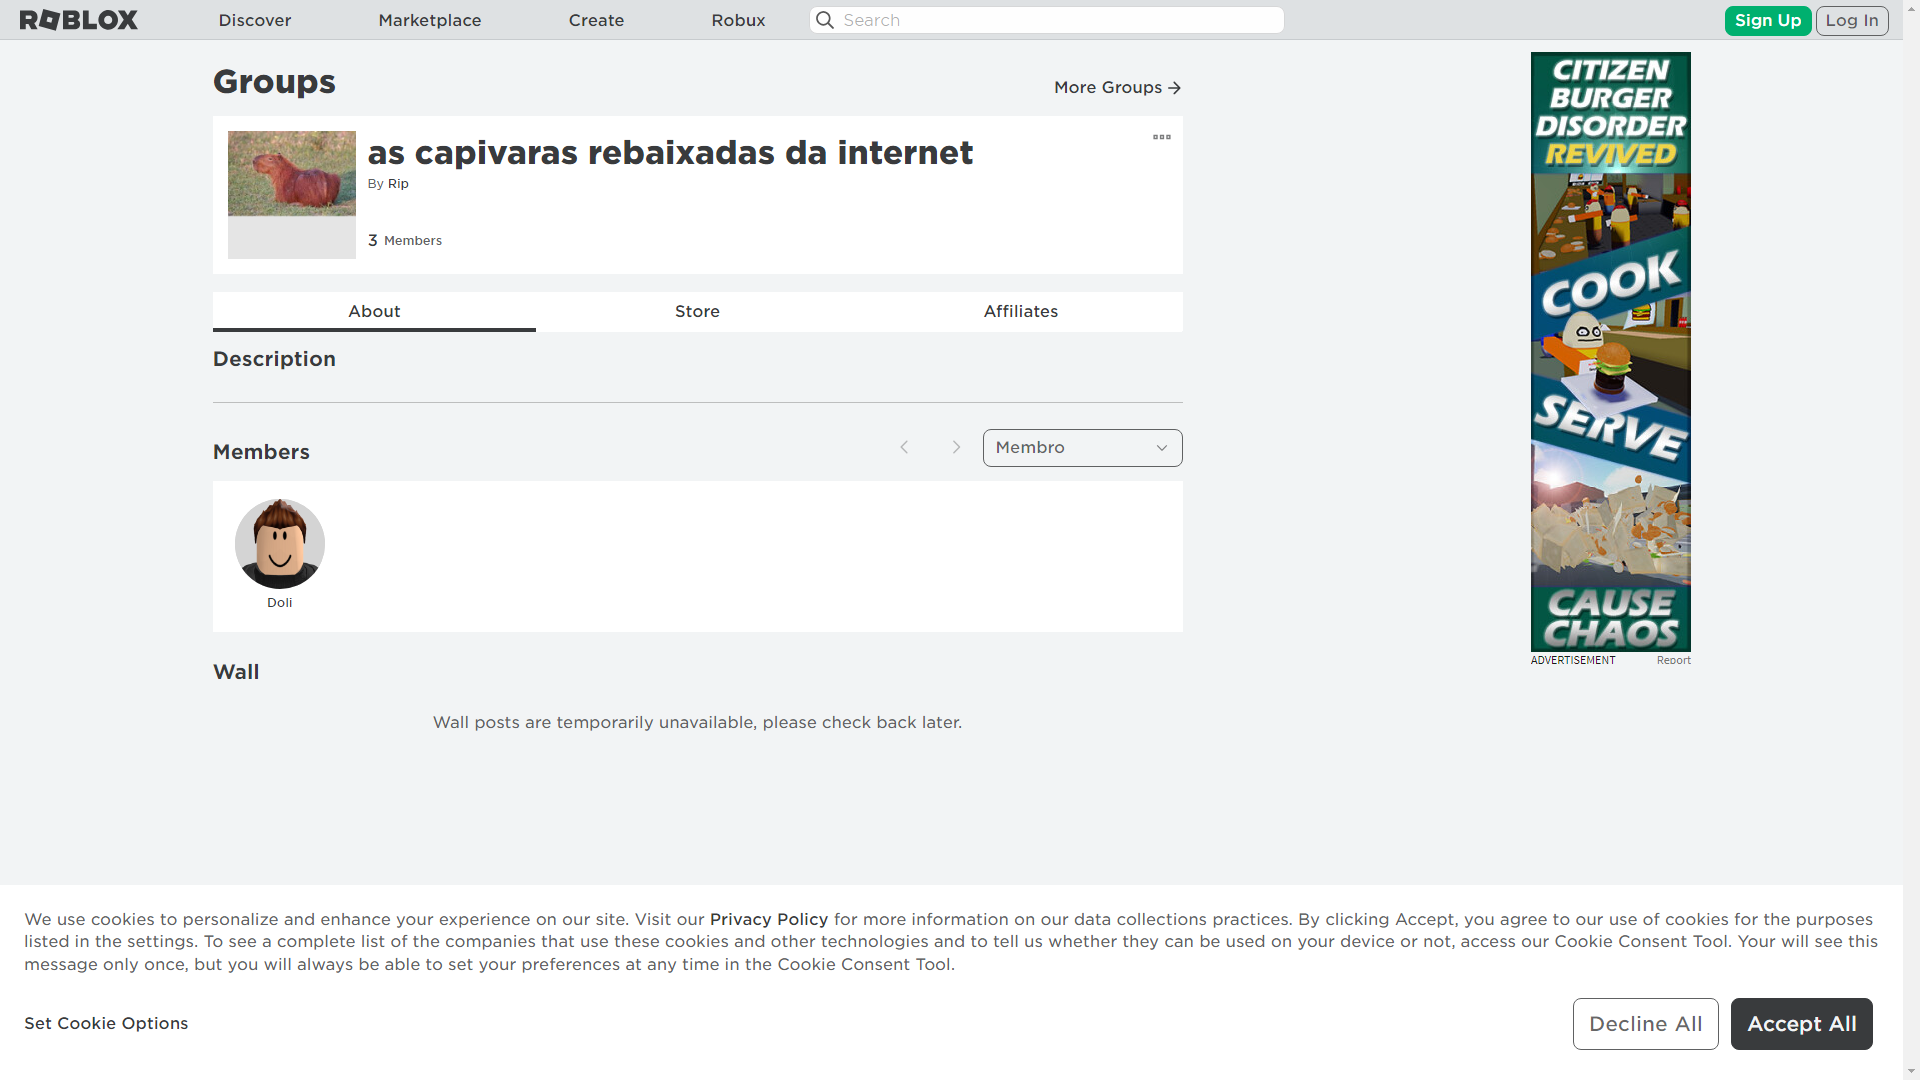 ROBLOX Discover Marketplace Create Robux Search Sign Up Log In
Groups
More Groups
as capivaras rebaixadas da internet
By Rip
3 Members
About Store Affiliates
Description
Members
Membro
Doli
Wall
Wall posts are temporarily unavailable, please check back later.
CITIZEN
BURGER
DISORDER
REVIVED
COOK
SERVE
CAUSE
CHAOS
ADVERTISEMENT Report
We use cookies to personalize and enhance your experience on our site. Visit our Privacy Policy for more information on our data collections practices. By clicking Accept, you agree to our use of cookies for the purposes
listed in the settings. To see a complete list of the companies that use these cookies and other technologies and to tell us whether they can be used on your device or not, access our Cookie Consent Tool. Your will see this
message only once, but you will always be able to set your preferences at any time in the Cookie Consent Tool.
Set Cookie Options
Decline All
Accept All